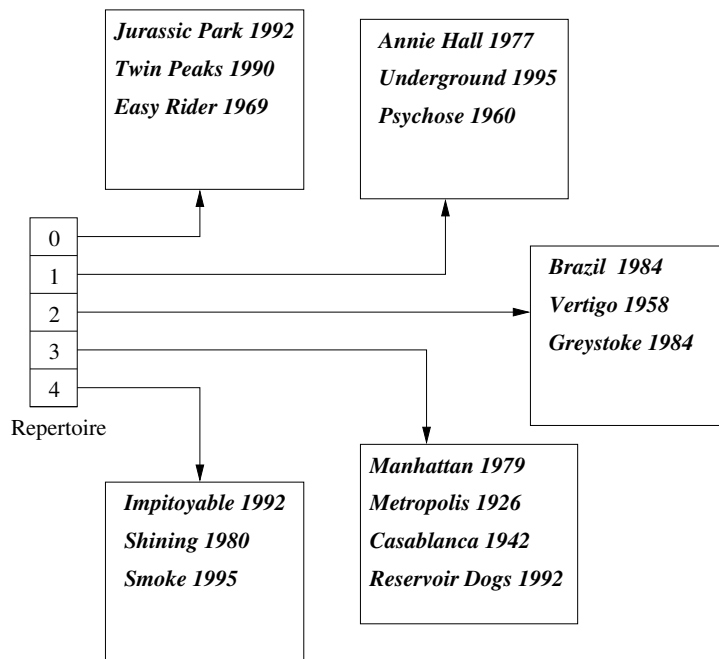 Jurassic Park 1992
Twin Peaks 1990
Easy Rider 1969
Annie Hall 1977
Underground 1995
Psychose 1960
0
1
2
3
4
Repertoire
Brazil 1984
Vertigo 1958
Greystoke 1984
Impitoyable 1992
Shining 1980
Smoke 1995
Manhattan 1979
Metropolis 1926
Casablanca 1942
Reservoir Dogs 1992